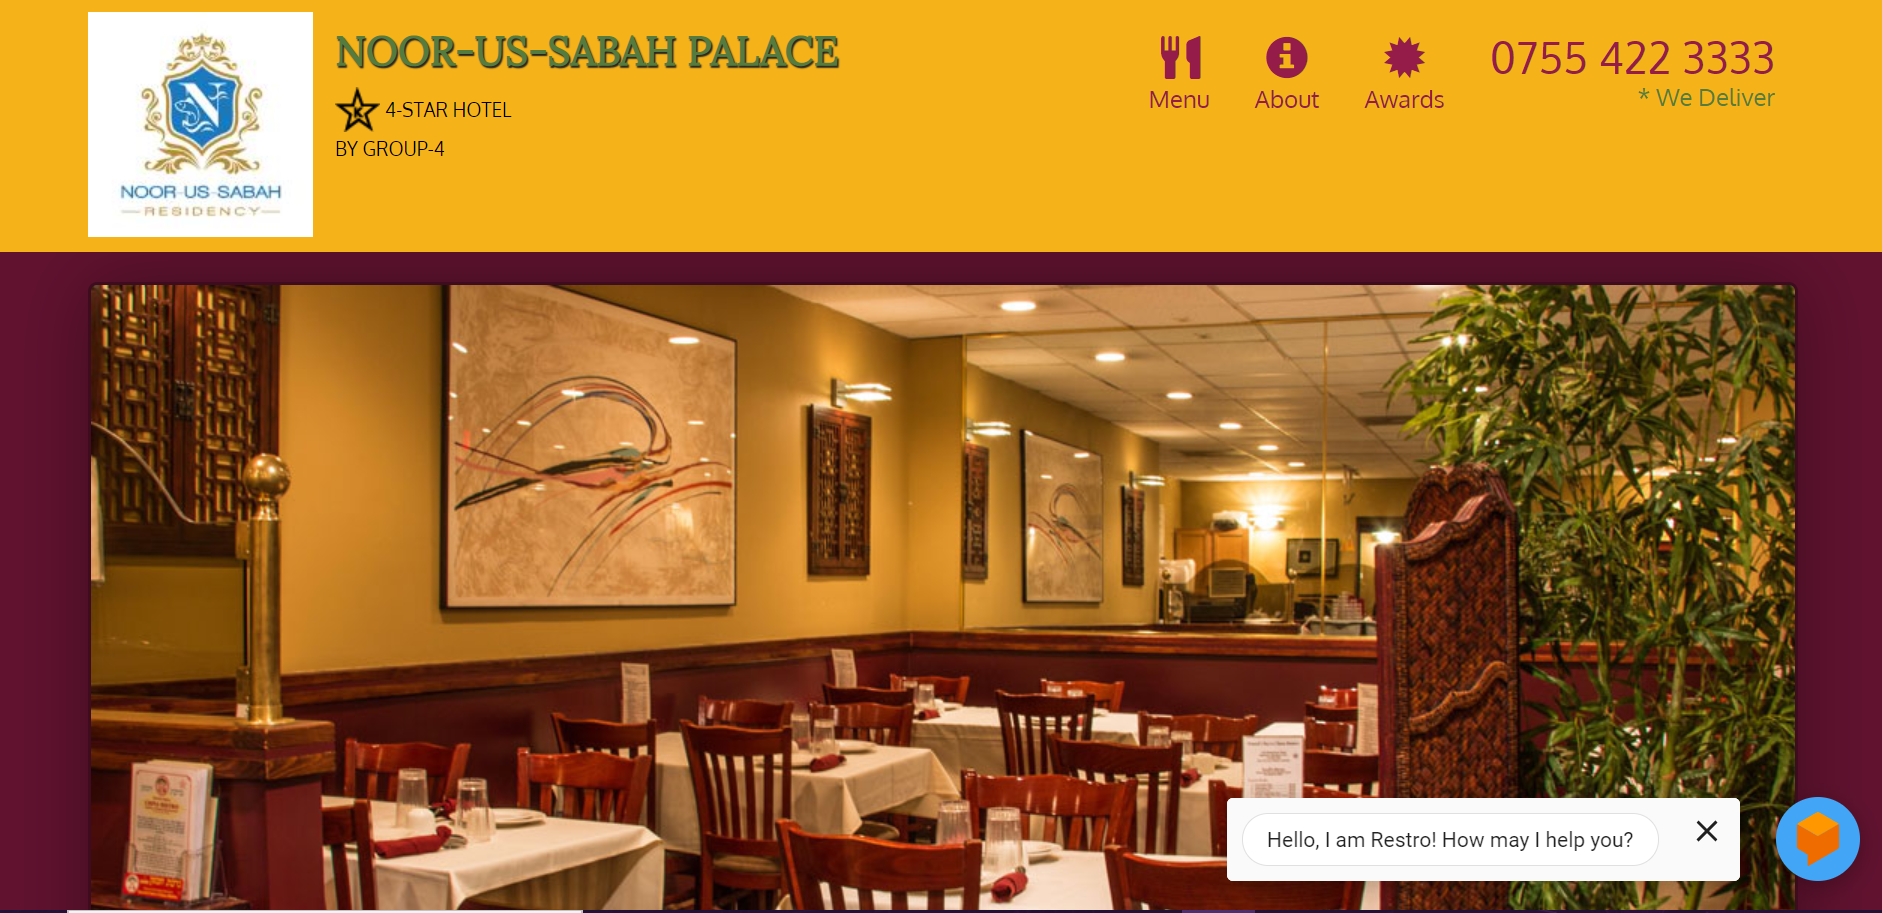 N
NOOR-US-SABAH
RESIDENCY
NOOR-US-SABAH PALACE
K
4-STAR HOTEL
BY GROUP-4
Menu
About
Awards
0755 422 3333
* We Deliver
Hello, I am Restro! How may I help you?